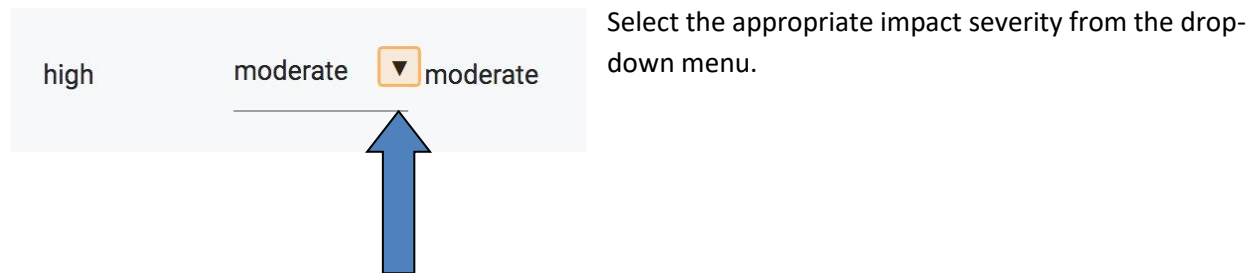 high moderate ▼ moderate
Select the appropriate impact severity from the drop-
down menu.